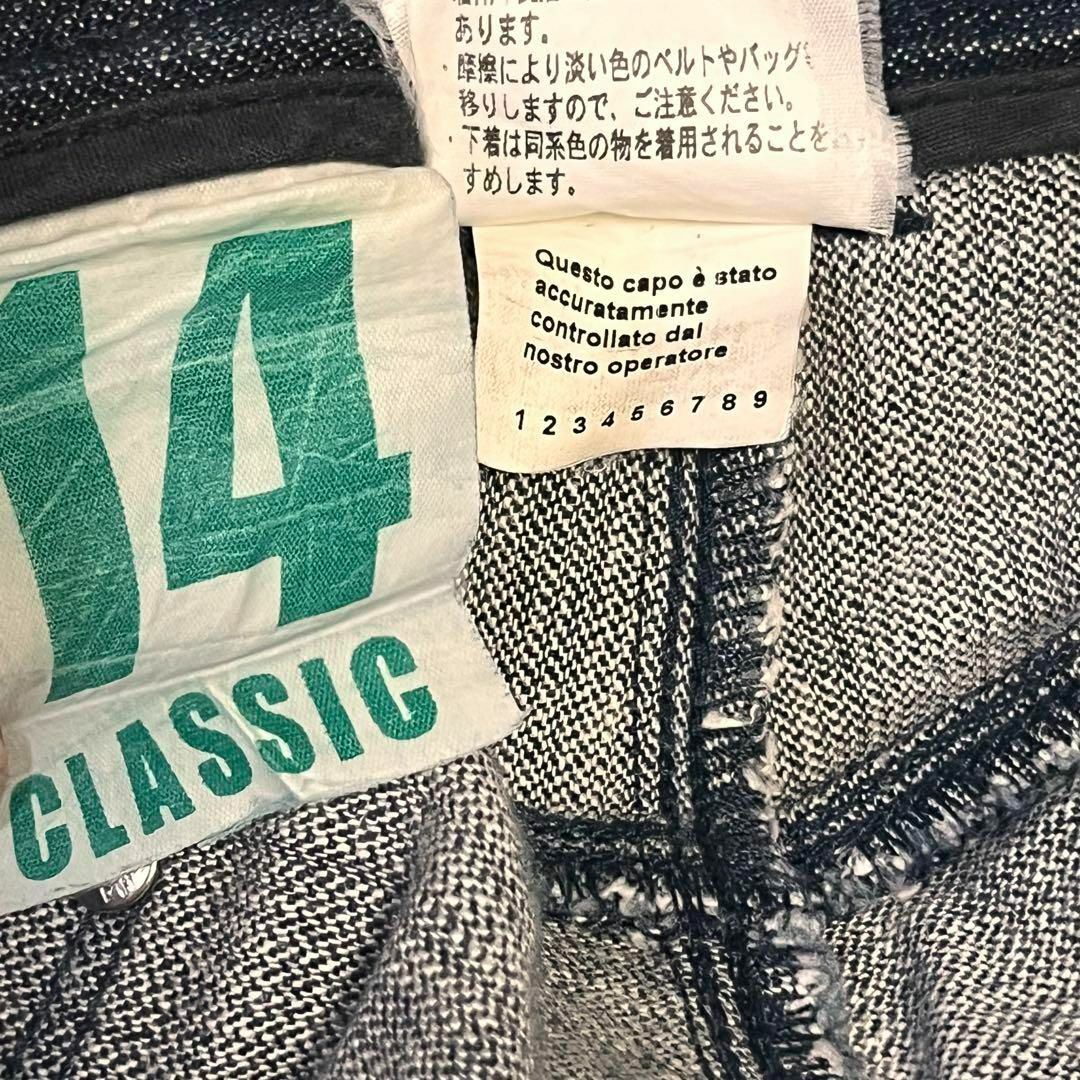 あります。
・摩擦により淡い色のベルトやバッグ
移りしますので、ご注意ください。
・下着は同系色の物を着用されることを
すめします。
14
CLASSIC
Questo capo è stato
accuratamente
controllato dal
nostro operatore
1 2 3 4 5 6 7 8 9